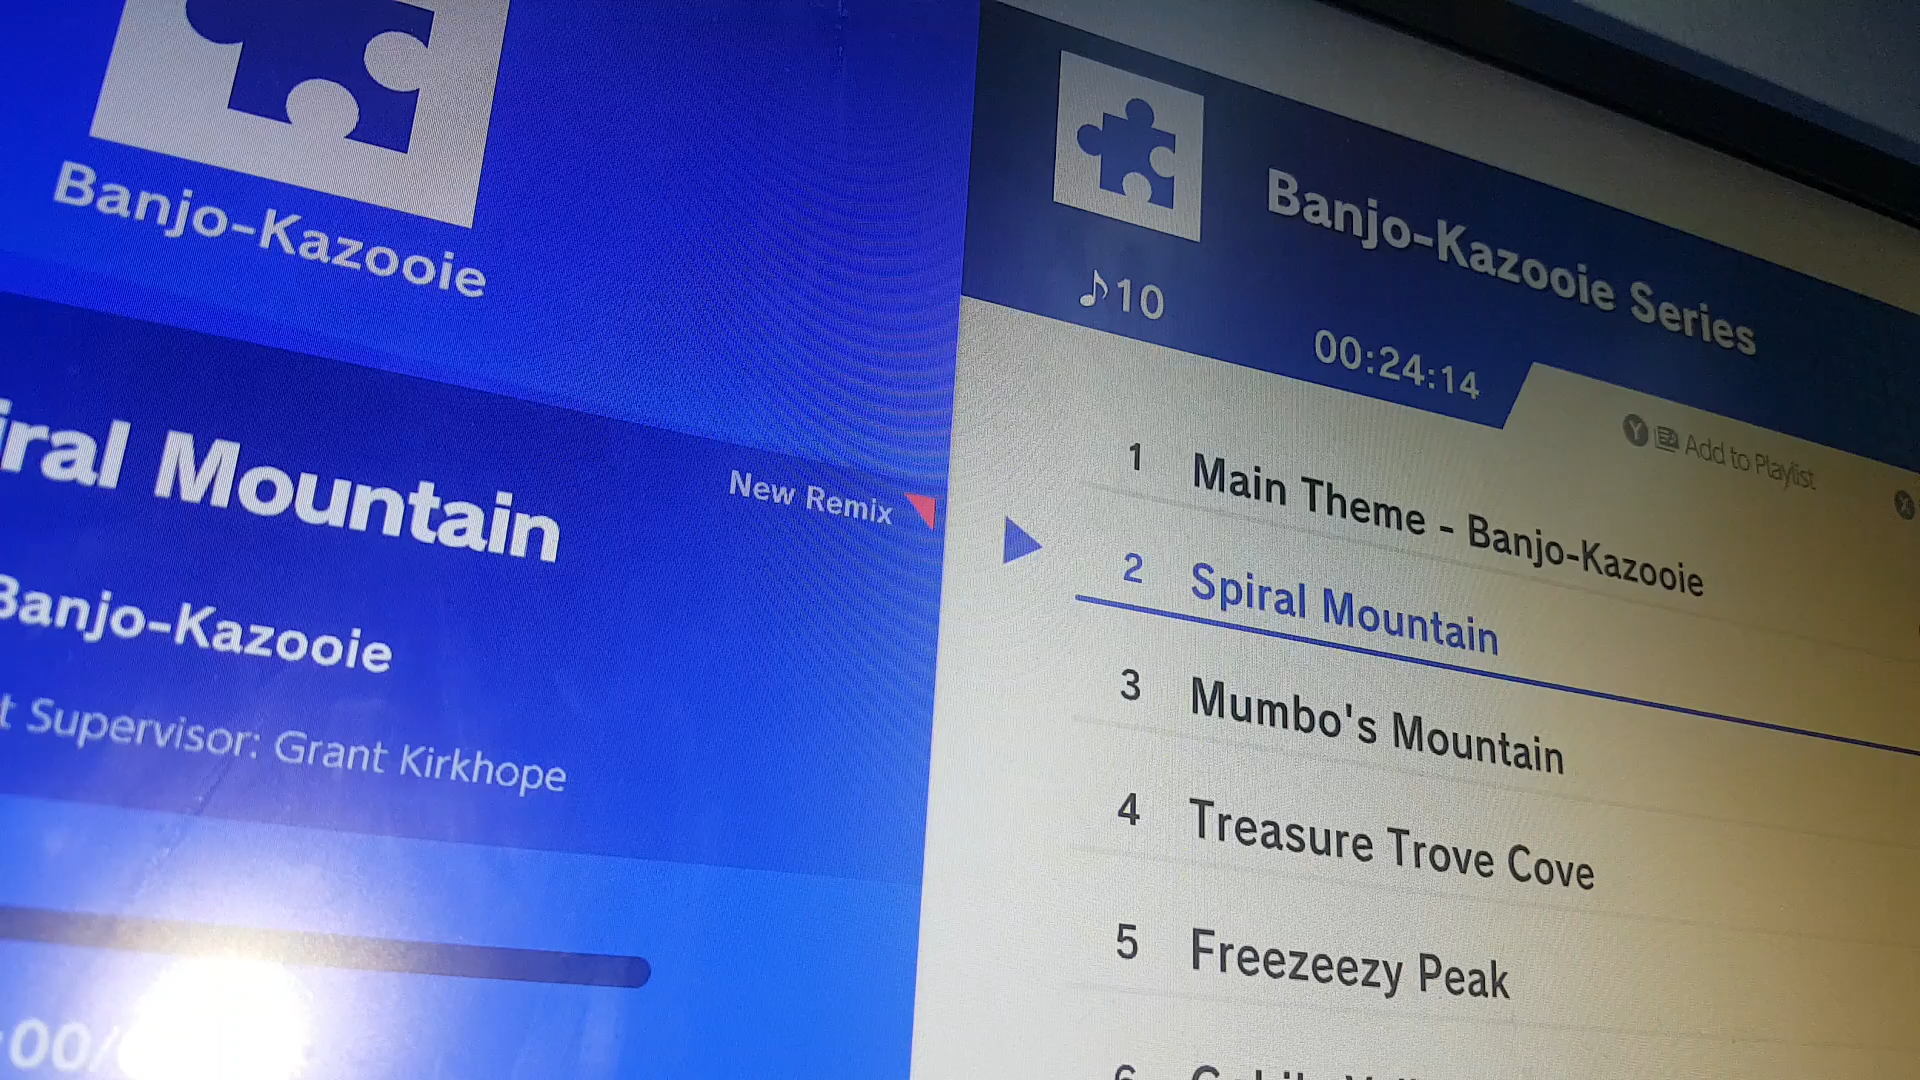 Banjo-Kazooie
Mountain
New Remix
Banjo-Kazooie
Supervisor: Grant Kirkhope
Banjo-Kazooie Series
♪10
00:24:14
Y Add to Playlist
X
1 Main Theme - Banjo-Kazooie
2 Spiral Mountain
3 Mumbo's Mountain
4 Treasure Trove Cove
5 Freezeezy Peak
6